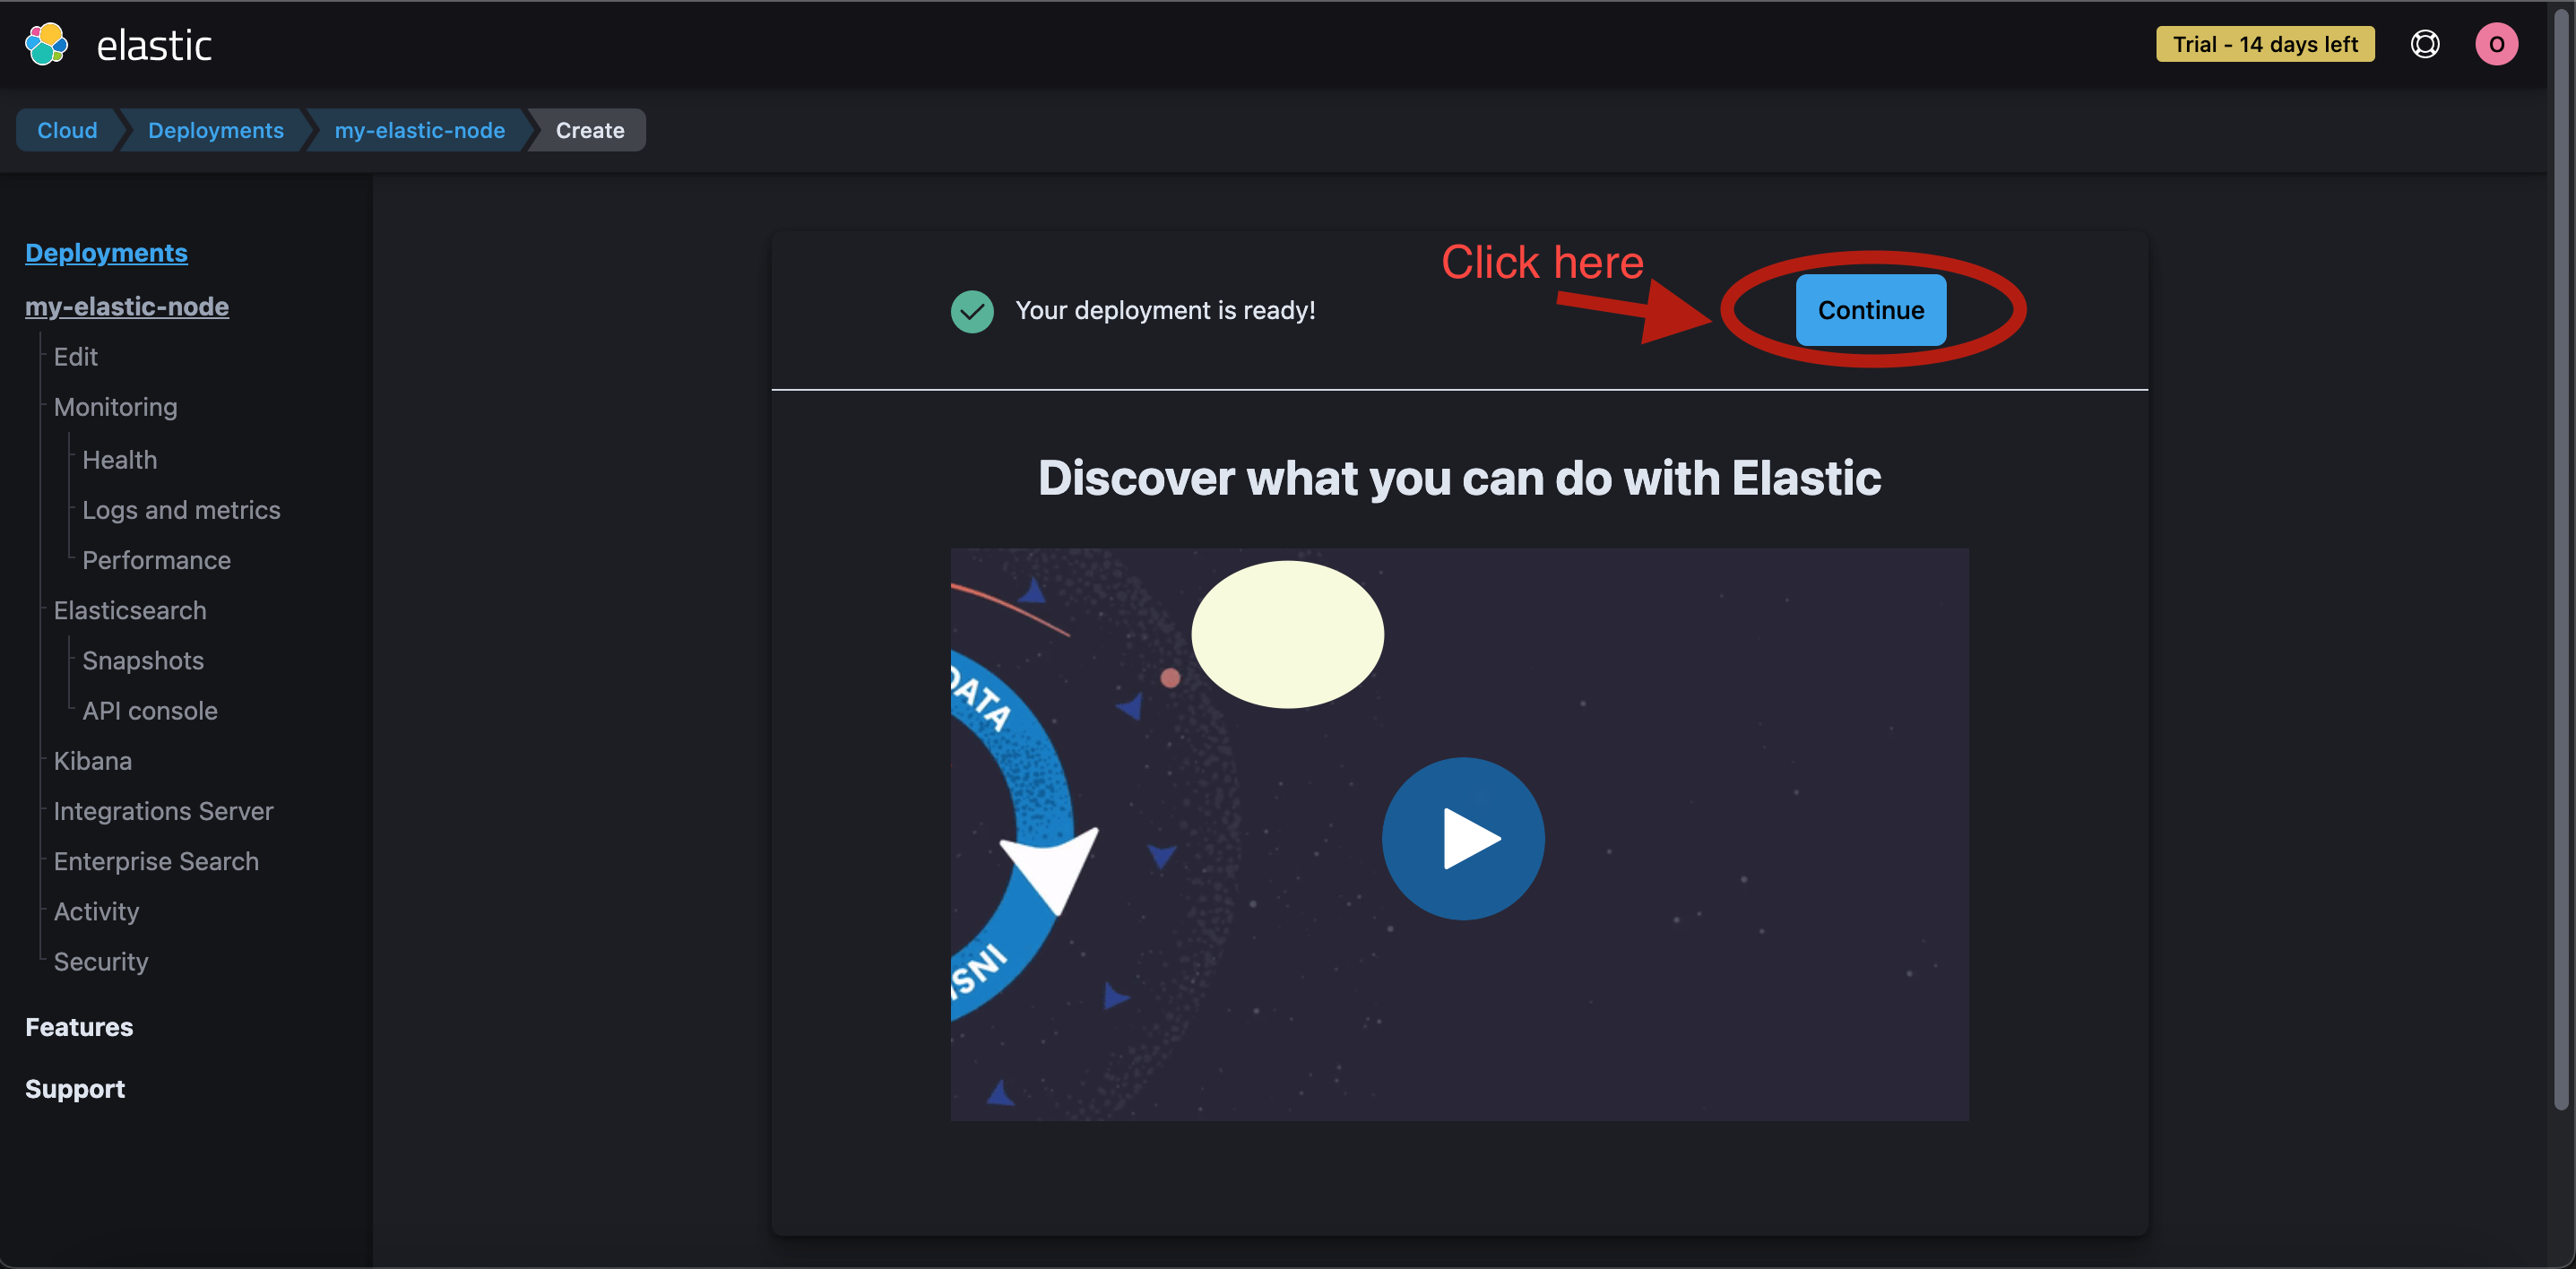 elastic
Trial - 14 days left
O
Cloud
Deployments
my-elastic-node
Create
Deployments
my-elastic-node
Edit
Monitoring
Health
Logs and metrics
Performance
Elasticsearch
Snapshots
API console
Kibana
Integrations Server
Enterprise Search
Activity
Security
Features
Support
Click here
Your deployment is ready!
Continue
Discover what you can do with Elastic
DATA
INSI